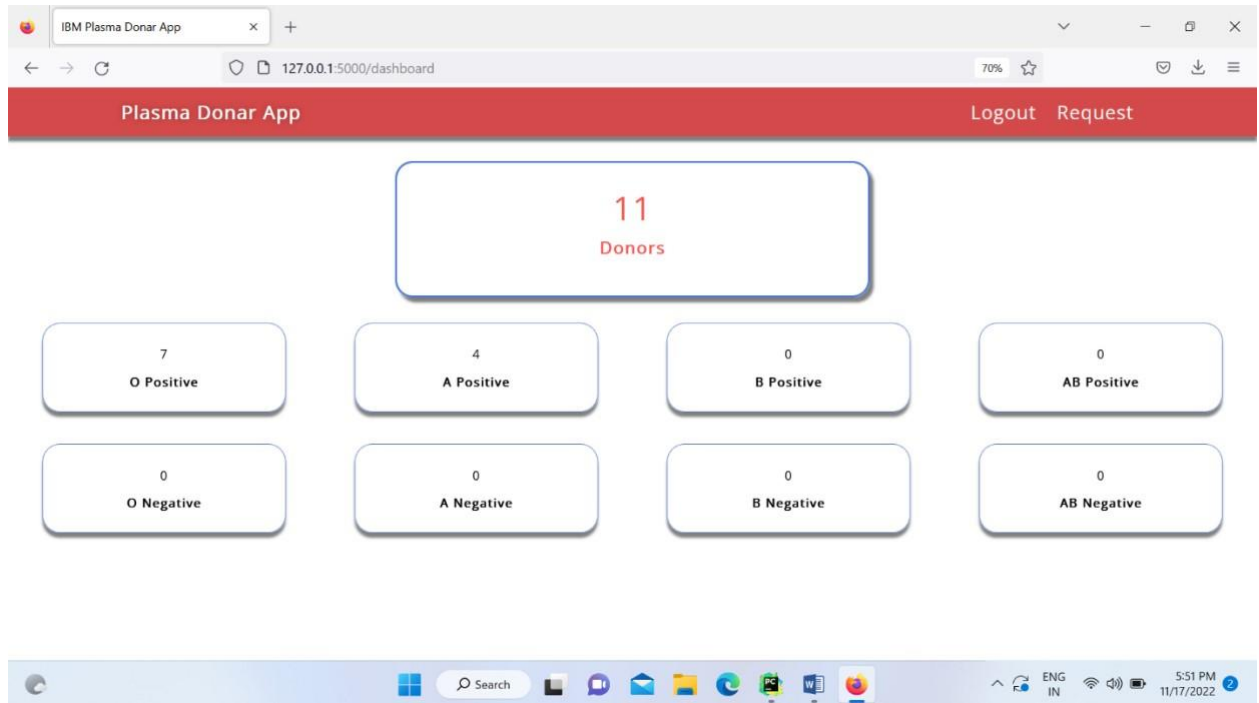 IBM Plasma Donar App
127.0.0.1:5000/dashboard
70%
Plasma Donar App
Logout Request
11
Donors
7 4 0 0
O Positive A Positive B Positive AB Positive
0 0 0 0
O Negative A Negative B Negative AB Negative
Search
PC
W
ENG
IN
5:51 PM
11/17/2022
2